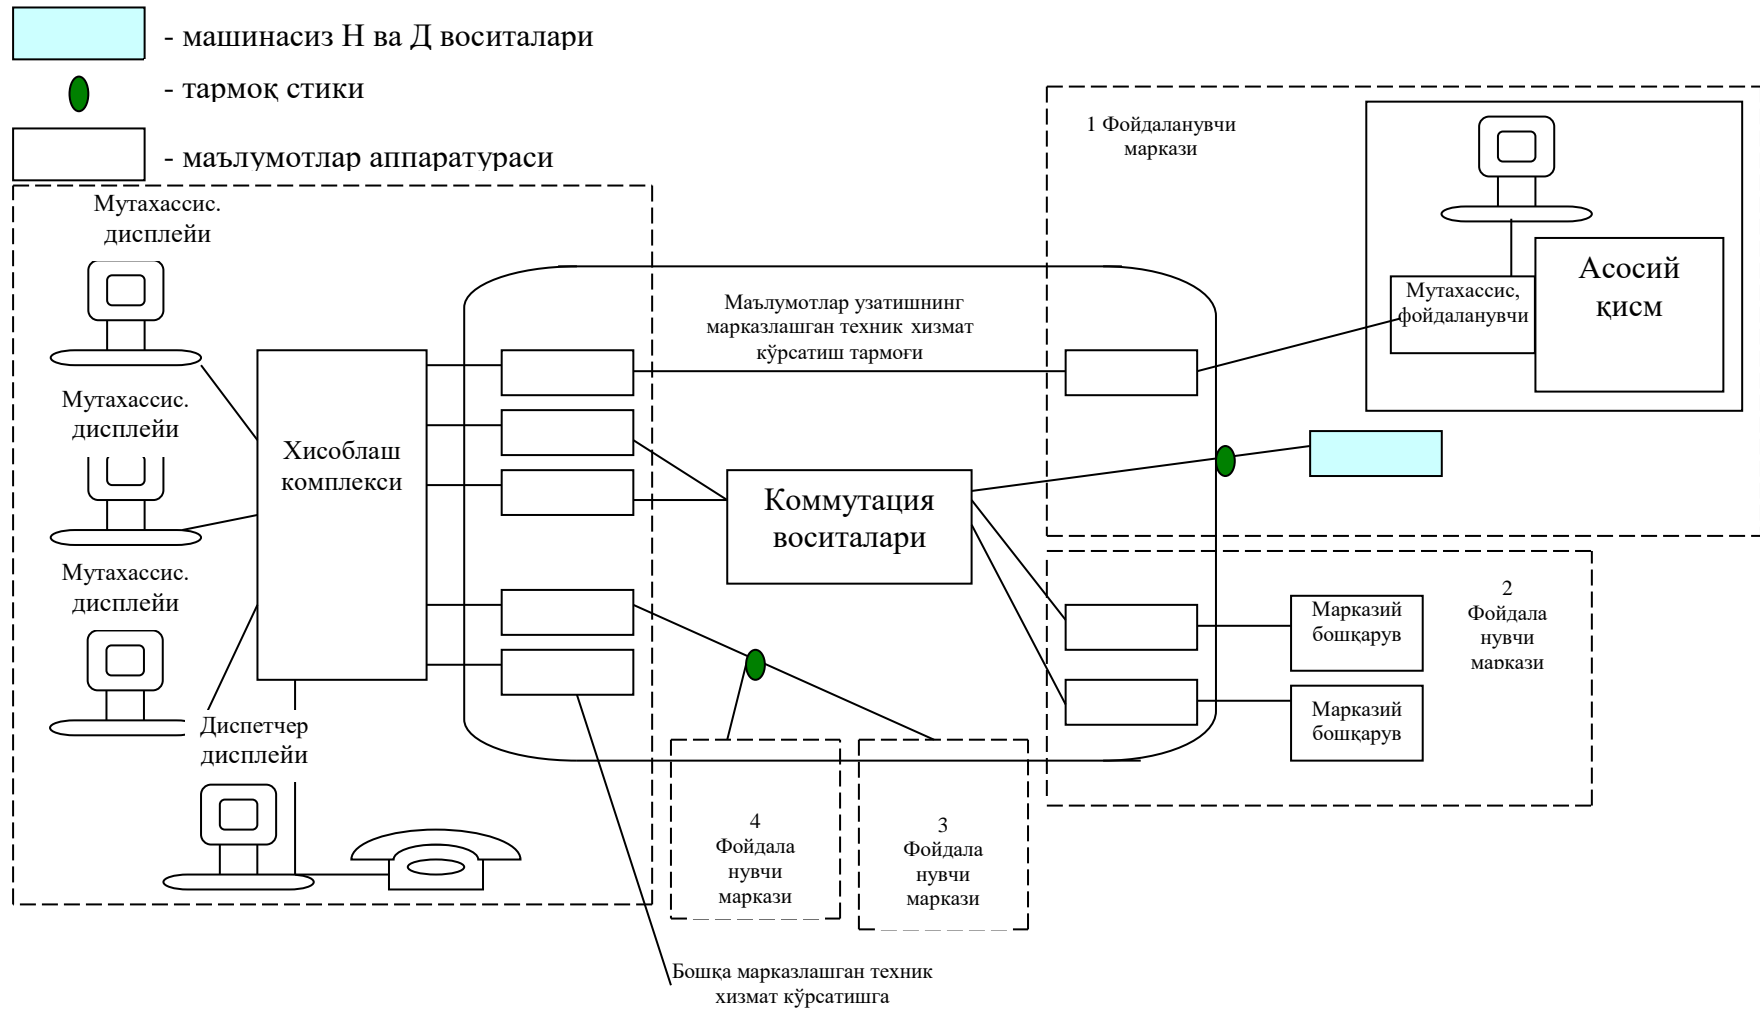 - машинасиз Н ва Д воситалари
- тармоқ стики
- маълумотлар аппаратураси
Мутахассис.
дисплейи
Мутахассис.
дисплейи
Мутахассис.
дисплейи
Диспетчер
дисплейи
Хисоблаш
комплекси
Маълумотлар узатишнинг
марказлашган техник хизмат
кўрсатиш тармоғи
Коммутация
воситалари
1 Фойдаланувчи
маркази
Мутахассис,
фойдаланувчи
Асосий
қисм
Марказий
бошқарув
Марказий
бошқарув
2
Фойдала
нувчи
маркази
4
Фойдала
нувчи
маркази
3
Фойдала
нувчи
маркази
Бошқа марказлашган техник
хизмат кўрсатишга